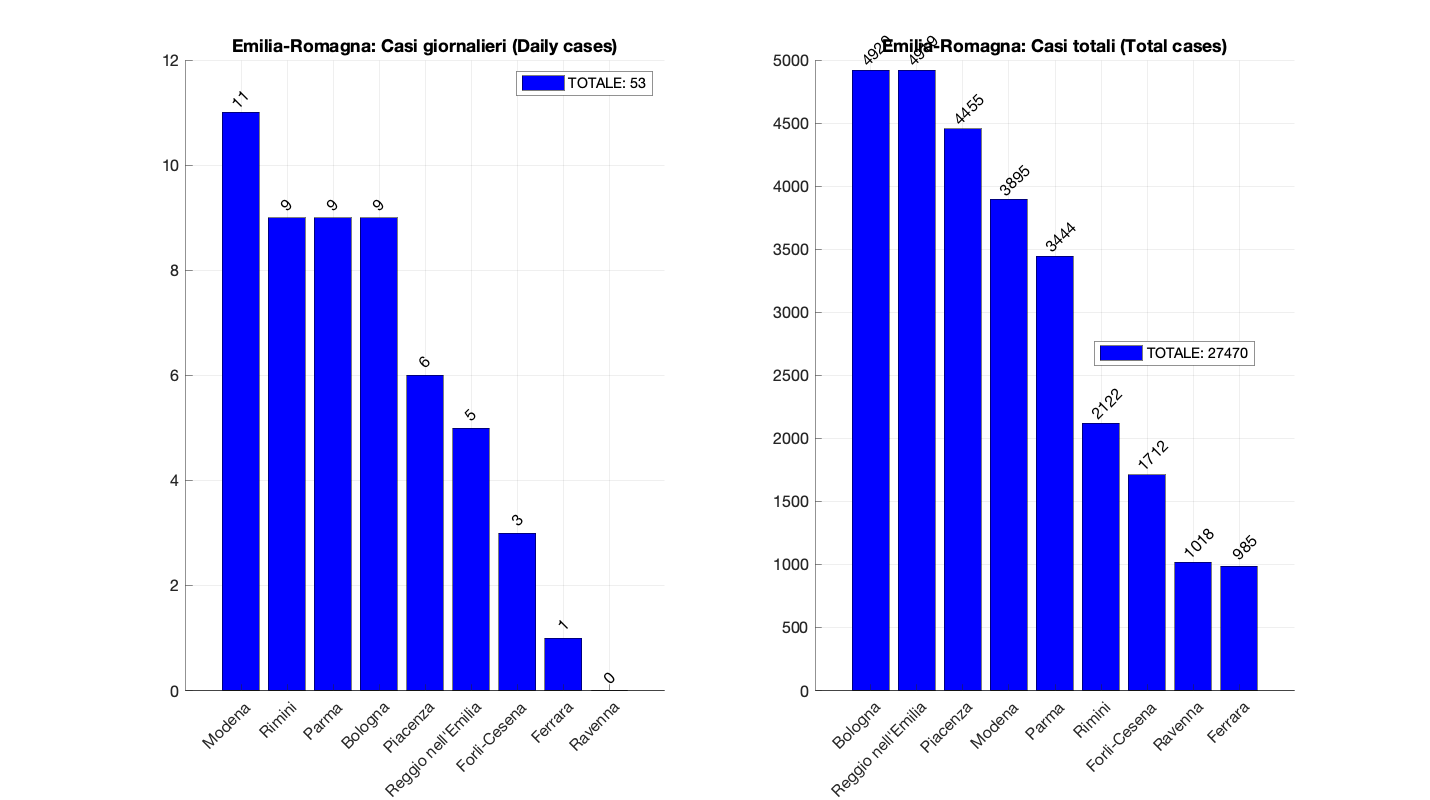 Emilia-Romagna: Casi giornalieri (Daily cases)
TOTALE: 53
12
10
8
6
4
2
0
11
9
9
9
6
5
3
1
0
Modena
Rimini
Parma
Bologna
Piacenza
Reggio nell'Emilia
Forlì-Cesena
Ferrara
Ravenna
Emilia-Romagna: Casi totali (Total cases)
TOTALE: 27470
5000
4500
4000
3500
3000
2500
2000
1500
1000
500
0
4920
4919
4455
3895
3444
2122
1712
1018
985
Bologna
Reggio nell'Emilia
Piacenza
Modena
Parma
Rimini
Forlì-Cesena
Ravenna
Ferrara